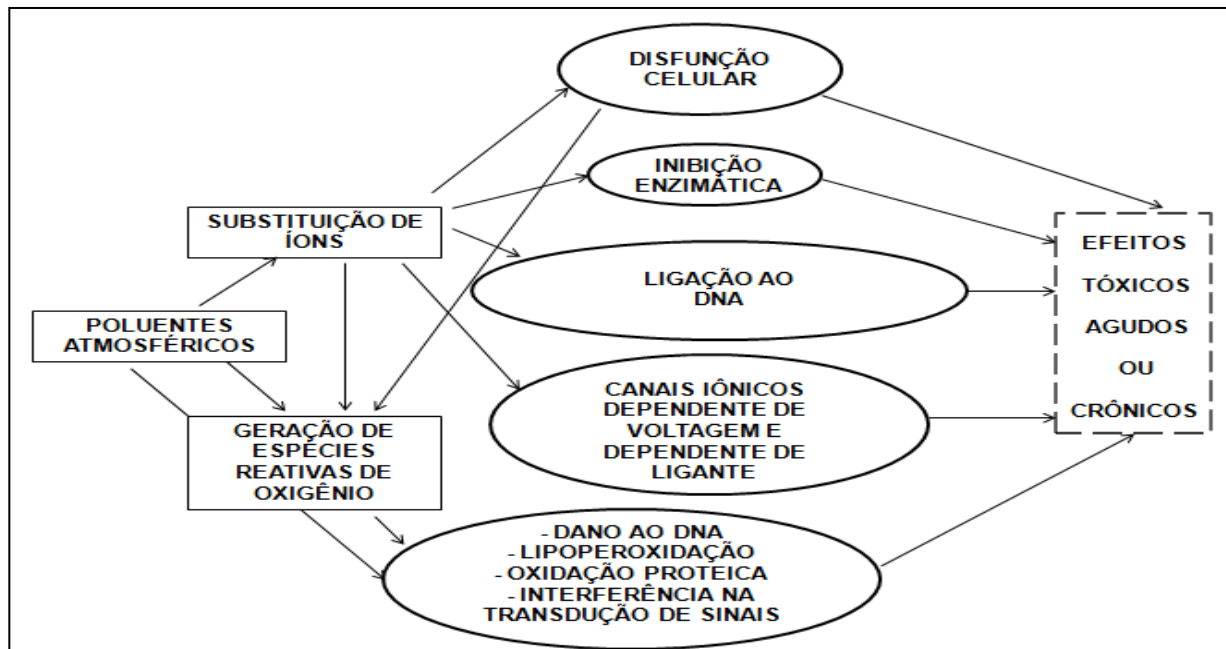 DISFUNÇÃO
CELULAR
INIBIÇÃO
ENZIMÁTICA
SUBSTITUIÇÃO DE
ÍONS
LIGAÇÃO AO
DNA
POLUENTES
ATMOSFÉRICOS
GERAÇÃO DE
ESPÉCIES
REATIVAS DE
OXIGÊNIO
CANAIS IÔNICOS
DEPENDENTE DE
VOLTAGEM E
DEPENDENTE DE
LIGANTE
- DANO AO DNA
- LIPOPEROXIDAÇÃO
- OXIDAÇÃO PROTEICA
- INTERFERÊNCIA NA
TRANSDUÇÃO DE SINAIS
EFEITOS
TÓXICOS
AGUDOS
OU
CRÔNICOS